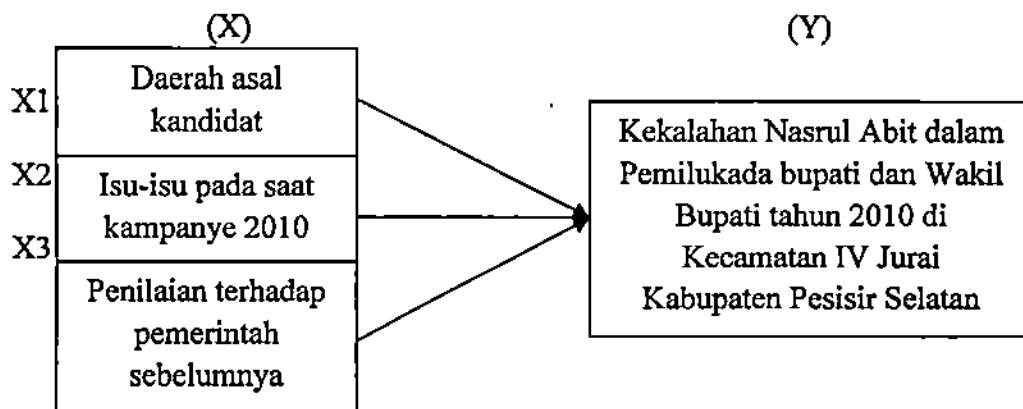 (X)
(Y)
X1
Daerah asal
kandidat
X2
Isu-isu pada saat
kampanye 2010
X3
Penilaian terhadap
pemerintah
sebelumnya
Kekalahan Nasrul Abit dalam
Pemilukada bupati dan Wakil
Bupati tahun 2010 di
Kecamatan IV Jurai
Kabupaten Pesisir Selatan